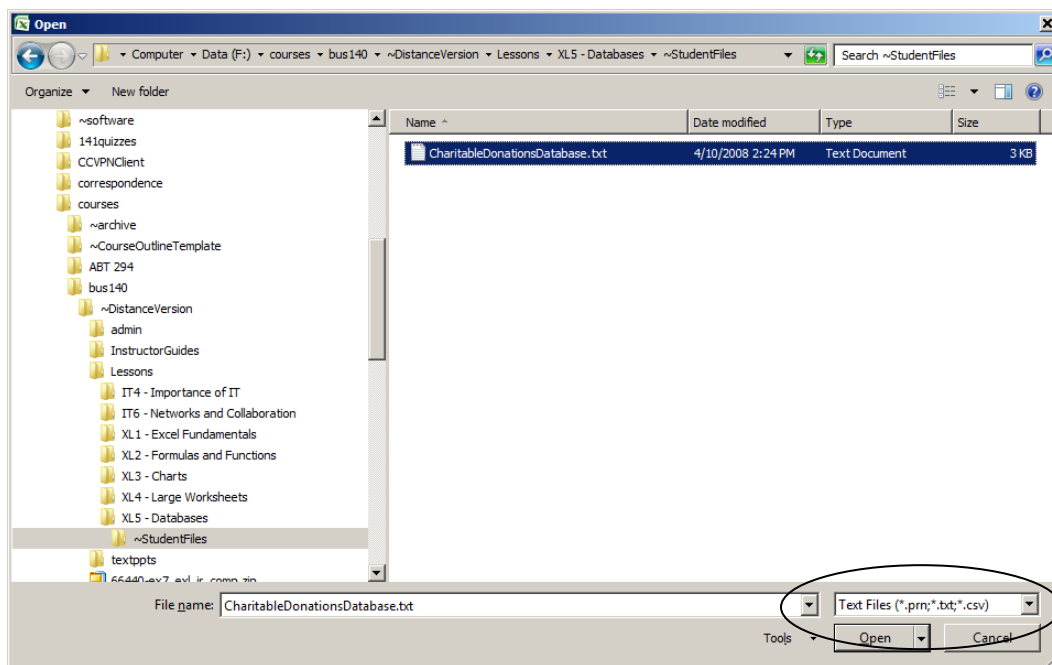 Open
Computer Data (F:) courses bus140 ~DistanceVersion Lessons XL5 - Databases ~StudentFiles
Search ~StudentFiles
Organize New folder
~software
141quizzes
CCVPNClient
correspondence
courses
~archive
~CourseOutlineTemplate
ABT 294
bus140
~DistanceVersion
admin
InstructorGuides
Lessons
IT4 - Importance of IT
IT6 - Networks and Collaboration
XL1 - Excel Fundamentals
XL2 - Formulas and Functions
XL3 - Charts
XL4 - Large Worksheets
XL5 - Databases
~StudentFiles
textppts
Name Date modified Type Size
CharitableDonationsDatabase.txt 4/10/2008 2:24 PM Text Document 3 KB
File name: CharitableDonationsDatabase.txt
Text Files (*.prn;*.txt;*.csv)
Tools Open Cancel